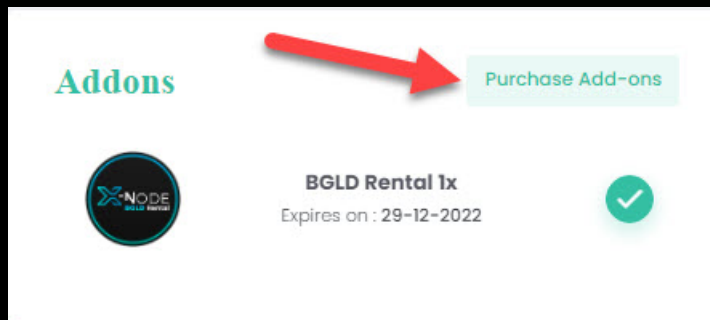 Addons
Purchase Add-ons
X-NODE
BGLD Rental
BGLD Rental 1x
Expires on : 29-12-2022